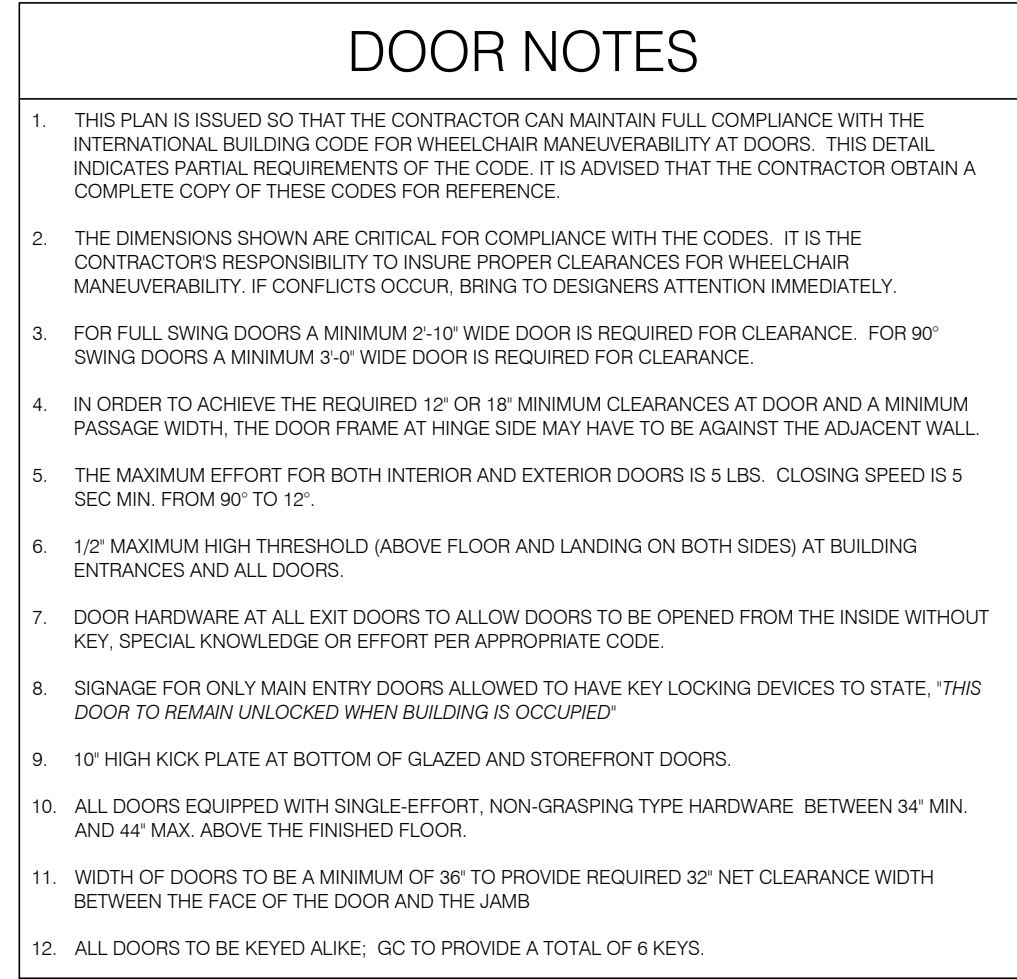 DOOR NOTES
1. THIS PLAN IS ISSUED SO THAT THE CONTRACTOR CAN MAINTAIN FULL COMPLIANCE WITH THE
INTERNATIONAL BUILDING CODE FOR WHEELCHAIR MANEUVERABILITY AT DOORS. THIS DETAIL
INDICATES PARTIAL REQUIREMENTS OF THE CODE. IT IS ADVISED THAT THE CONTRACTOR OBTAIN A
COMPLETE COPY OF THESE CODES FOR REFERENCE.
2. THE DIMENSIONS SHOWN ARE CRITICAL FOR COMPLIANCE WITH THE CODES. IT IS THE
CONTRACTOR'S RESPONSIBILITY TO INSURE PROPER CLEARANCES FOR WHEELCHAIR
MANEUVERABILITY. IF CONFLICTS OCCUR, BRING TO DESIGNERS ATTENTION IMMEDIATELY.
3. FOR FULL SWING DOORS A MINIMUM 2'-10" WIDE DOOR IS REQUIRED FOR CLEARANCE. FOR 90°
SWING DOORS A MINIMUM 3'-0" WIDE DOOR IS REQUIRED FOR CLEARANCE.
4. IN ORDER TO ACHIEVE THE REQUIRED 12" OR 18" MINIMUM CLEARANCES AT DOOR AND A MINIMUM
PASSAGE WIDTH, THE DOOR FRAME AT HINGE SIDE MAY HAVE TO BE AGAINST THE ADJACENT WALL.
5. THE MAXIMUM EFFORT FOR BOTH INTERIOR AND EXTERIOR DOORS IS 5 LBS. CLOSING SPEED IS 5
SEC MIN. FROM 90° TO 12°.
6. 1/2" MAXIMUM HIGH THRESHOLD (ABOVE FLOOR AND LANDING ON BOTH SIDES) AT BUILDING
ENTRANCES AND ALL DOORS.
7. DOOR HARDWARE AT ALL EXIT DOORS TO ALLOW DOORS TO BE OPENED FROM THE INSIDE WITHOUT
KEY, SPECIAL KNOWLEDGE OR EFFORT PER APPROPRIATE CODE.
8. SIGNAGE FOR ONLY MAIN ENTRY DOORS ALLOWED TO HAVE KEY LOCKING DEVICES TO STATE, "THIS
DOOR TO REMAIN UNLOCKED WHEN BUILDING IS OCCUPIED"
9. 10" HIGH KICK PLATE AT BOTTOM OF GLAZED AND STOREFRONT DOORS.
10. ALL DOORS EQUIPPED WITH SINGLE-EFFORT, NON-GRASPING TYPE HARDWARE BETWEEN 34" MIN.
AND 44" MAX. ABOVE THE FINISHED FLOOR.
11. WIDTH OF DOORS TO BE A MINIMUM OF 36" TO PROVIDE REQUIRED 32" NET CLEARANCE WIDTH
BETWEEN THE FACE OF THE DOOR AND THE JAMB
12. ALL DOORS TO BE KEYED ALIKE; GC TO PROVIDE A TOTAL OF 6 KEYS.